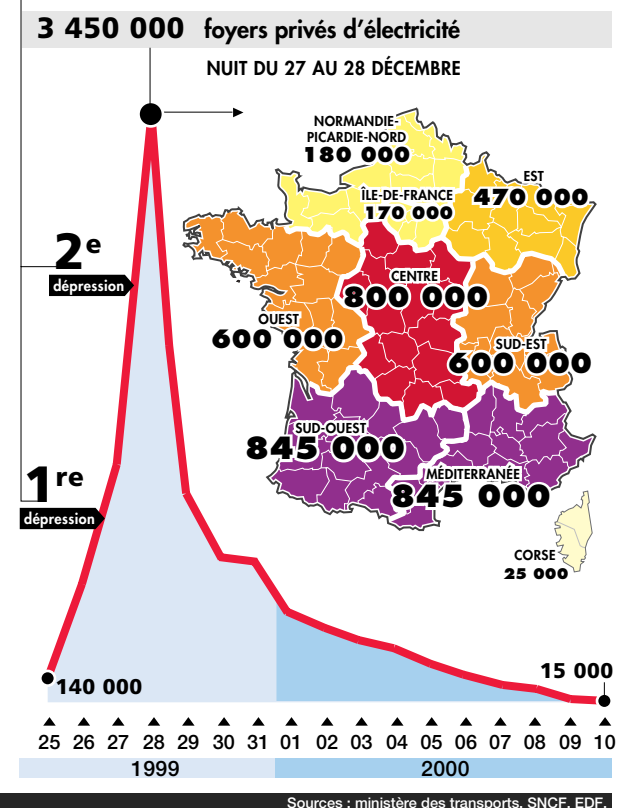 3 450 000 foyers privés d'électricité
NUIT DU 27 AU 28 DÉCEMBRE
NORMANDIE-
PICARDIE-NORD
180 000
EST
470 000
ÎLE-DE-FRANCE
170 000
2e
dépression
CENTRE
800 000
OUEST
600 000
SUD-EST
600 000
SUD-OUEST
845 000
1re
dépression
MÉDITERRANÉE
845 000
CORSE
25 000
140 000
15 000
25 26 27 28 29 30 31 01 02 03 04 05 06 07 08 09 10
1999 2000
Sources : ministère des transports, SNCF, EDF.